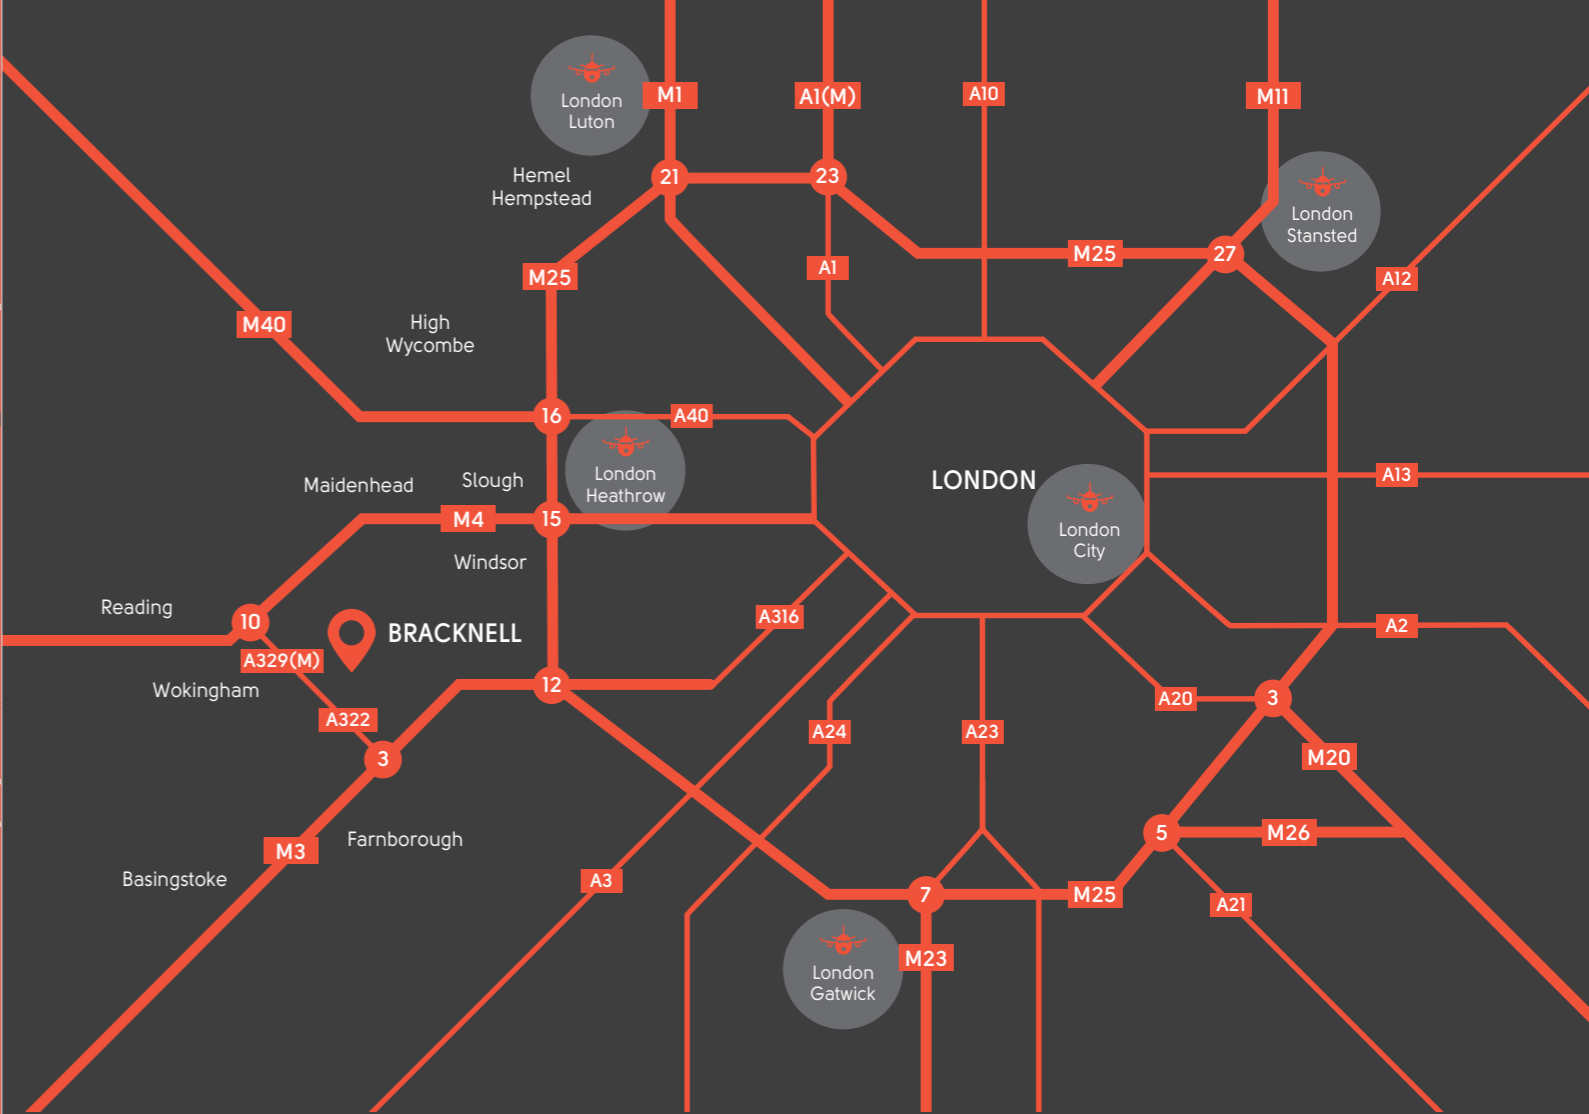 M1
A1(M)
A10
M11
London
Luton
21
23
Hemel
Hempstead
London
Stansted
M25
A1
M25
27
A12
M40
High
Wycombe
16
A40
London
Heathrow
Maidenhead
Slough
LONDON
A13
M4
15
London
City
Windsor
Reading
10
BRACKNELL
A316
A2
A329(M)
Wokingham
12
A322
A20
3
3
A24
A23
M20
M3
Farnborough
5
M26
Basingstoke
A3
7
M25
A21
M23
London
Gatwick